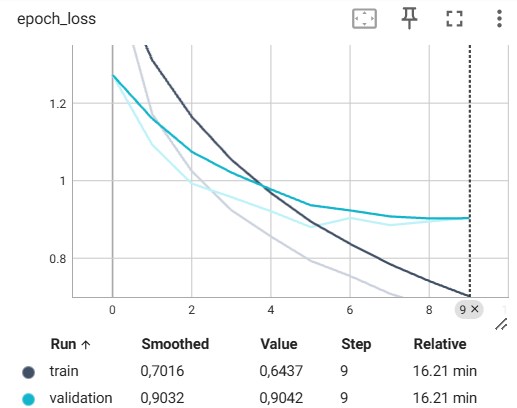 epoch_loss
1.2
1
0.8
0 2 4 6 8 9 ×
Run ↑ Smoothed Value Step Relative
train 0,7016 0,6437 9 16.21 min
validation 0,9032 0,9042 9 16.21 min